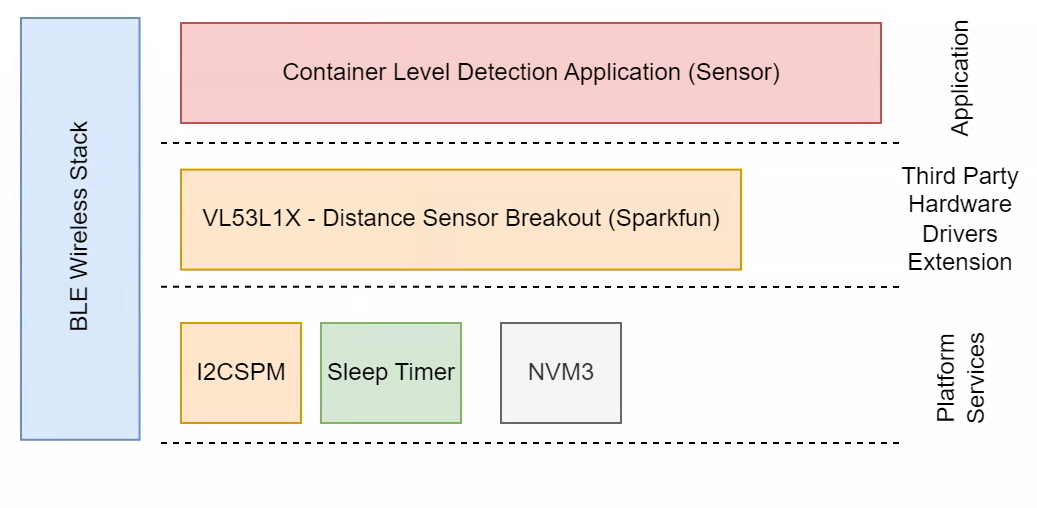 BLE Wireless Stack
Container Level Detection Application (Sensor)
Application
VL53L1X - Distance Sensor Breakout (Sparkfun)
Third Party
Hardware
Drivers
Extension
I2CSPM
Sleep Timer
NVM3
Platform
Services